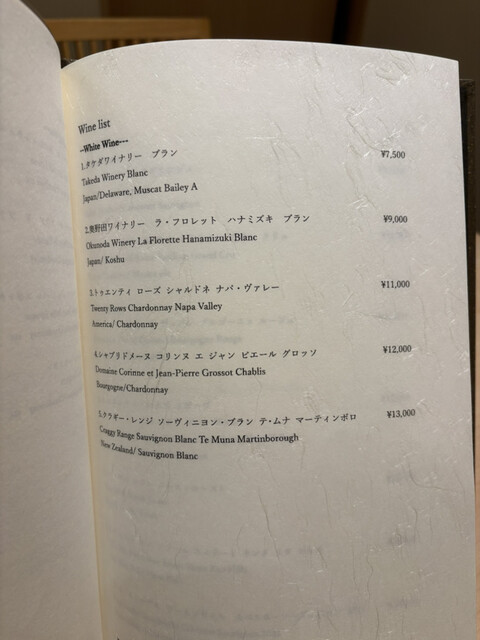 Wine list
--White Wine---
1.タケダワイナリー　ブラン ¥7,500
Takeda Winery Blanc
Japan/Delaware, Muscat Bailey A
2.奥野田ワイナリー　ラ・フロレット　ハナミズキ　ブラン ¥9,000
Okunoda Winery La Florette Hanamizuki Blanc
Japan/ Koshu
3.トゥエンティ ローズ シャルドネ ナパ・ヴァレー ¥11,000
Twenty Rows Chardonnay Napa Valley
America/ Chardonnay
4.シャブリドメーヌ コリンヌ エ ジャン ピエール グロッソ ¥12,000
Domaine Corinne et Jean-Pierre Grossot Chablis
Bourgogne/Chardonnay
5.クラギー・レンジ ソーヴィニヨン・ブラン テ・ムナ マーティンボロ ¥13,000
Craggy Range Sauvignon Blanc Te Muna Martinborough
New Zealand/ Sauvignon Blanc